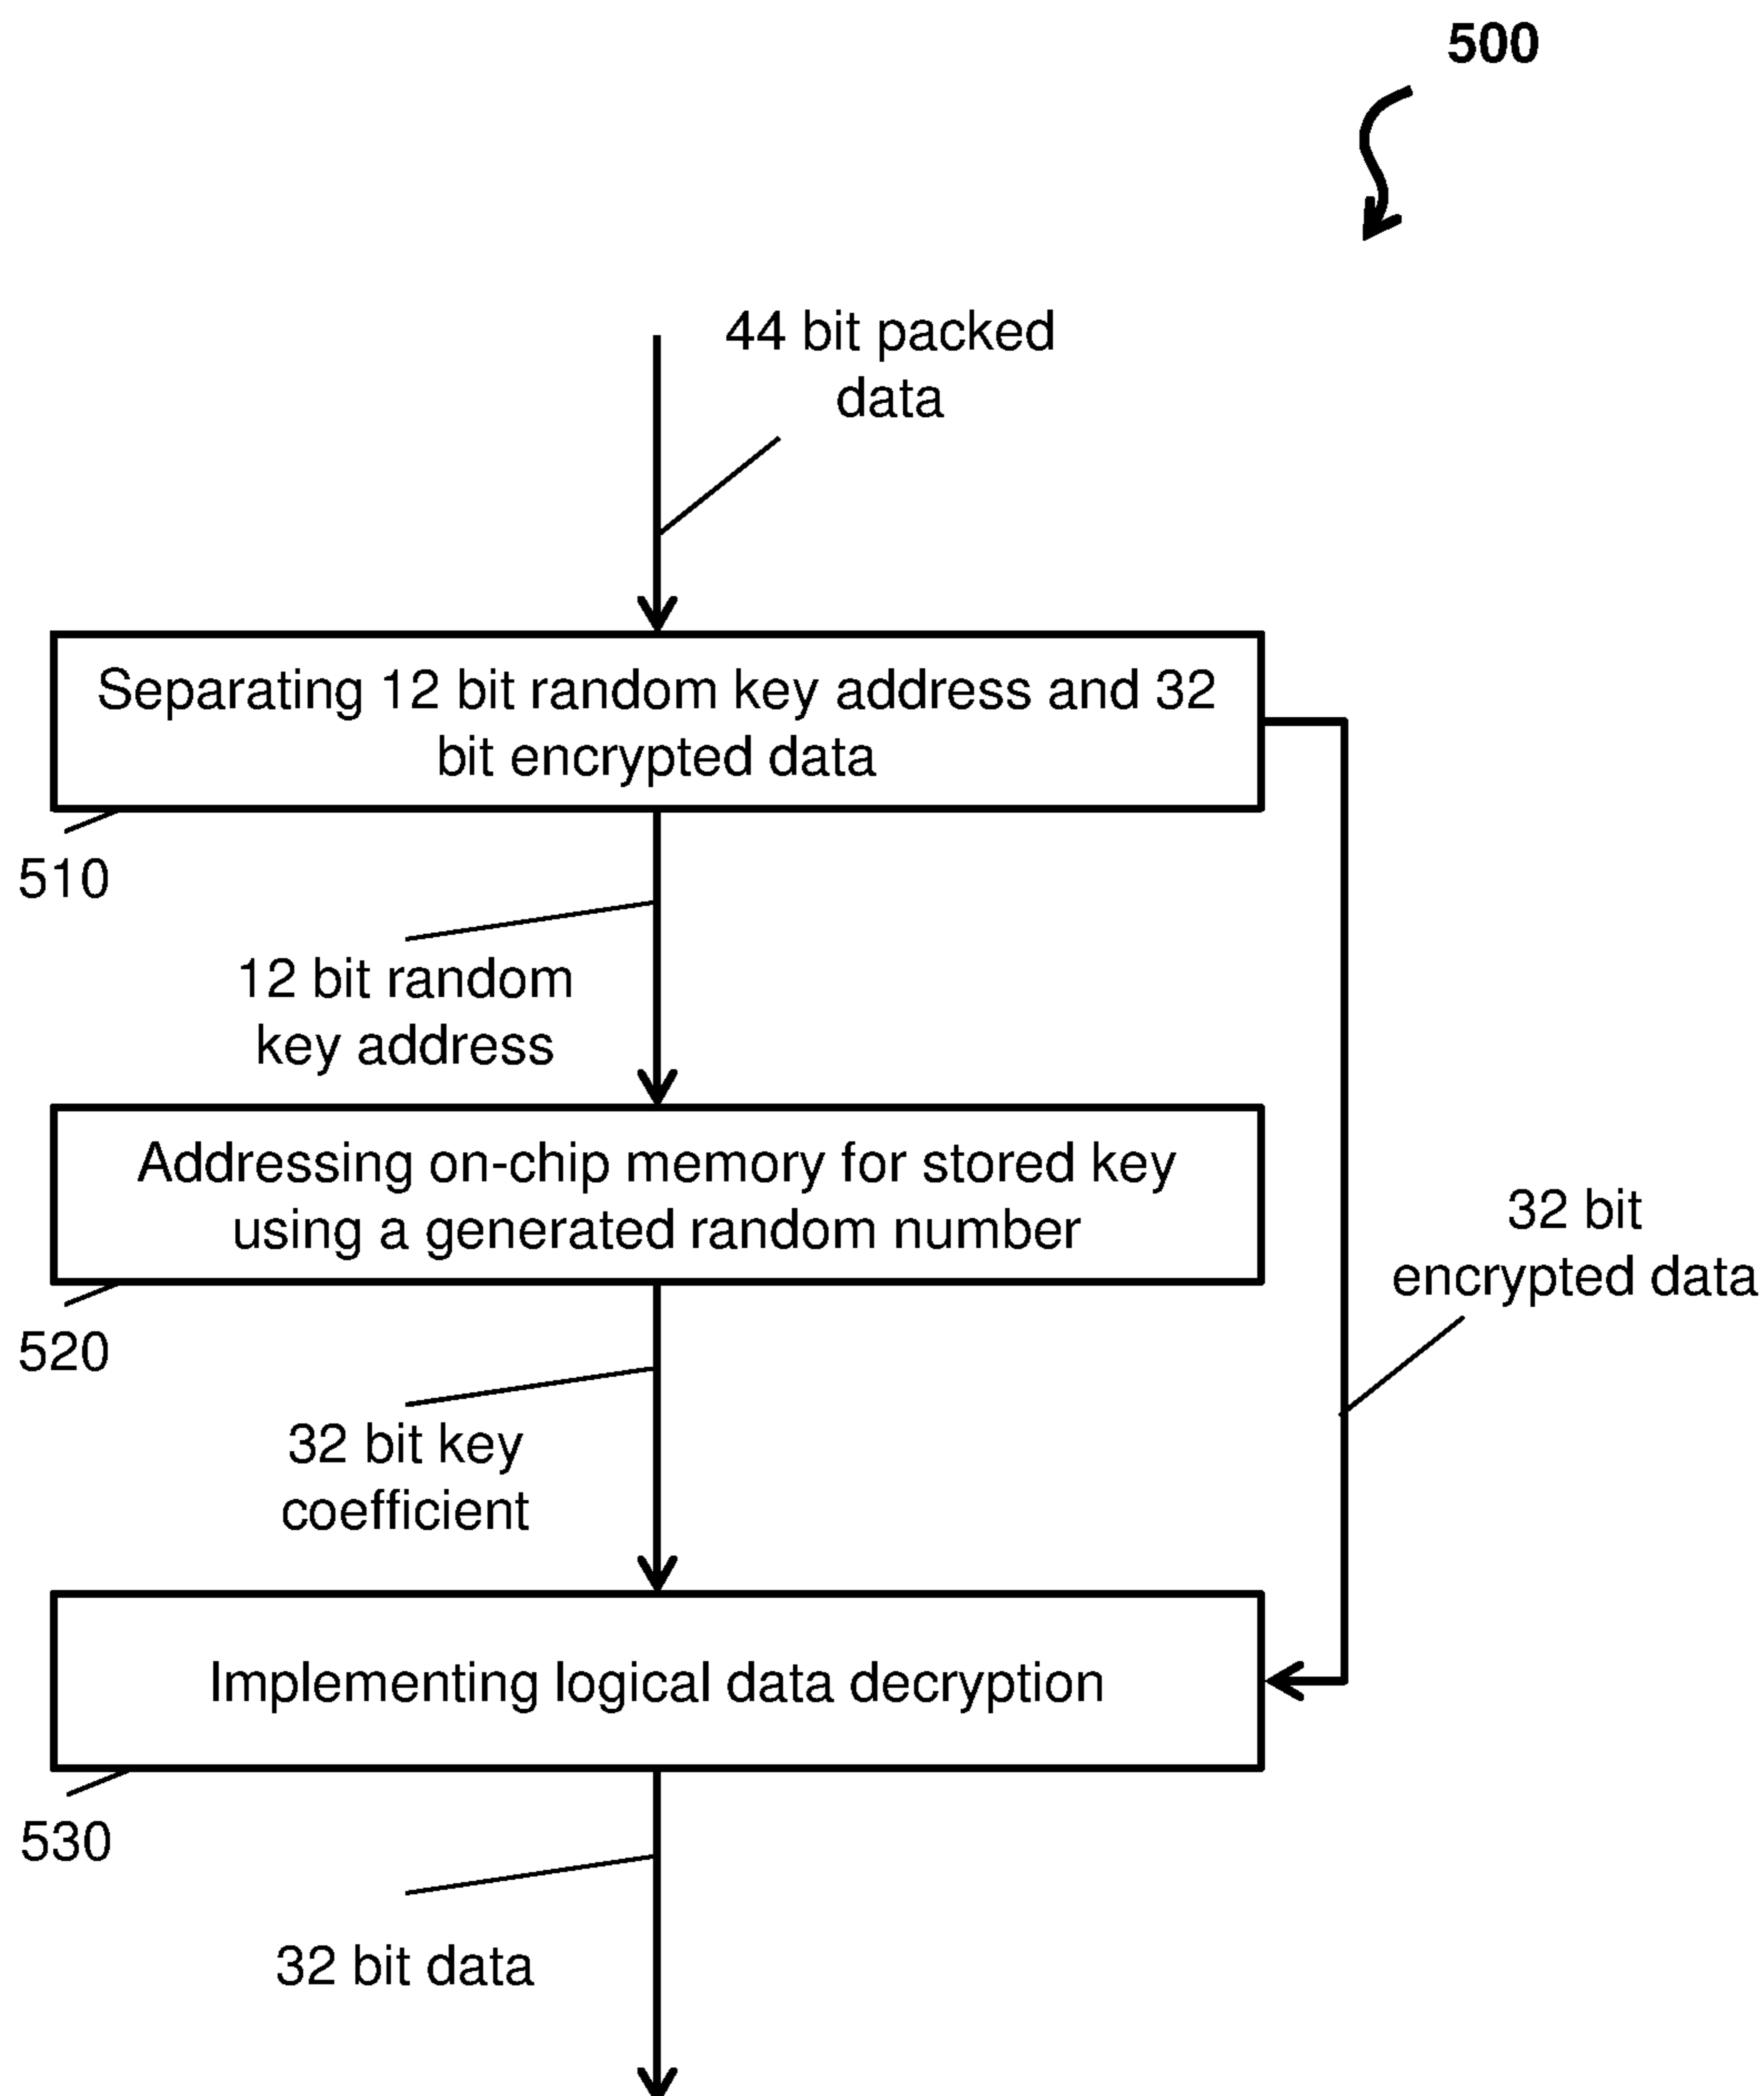 500
44 bit packed
data
Separating 12 bit random key address and 32
bit encrypted data
510
12 bit random
key address
Addressing on-chip memory for stored key
using a generated random number
32 bit
encrypted data
520
32 bit key
coefficient
Implementing logical data decryption
530
32 bit data